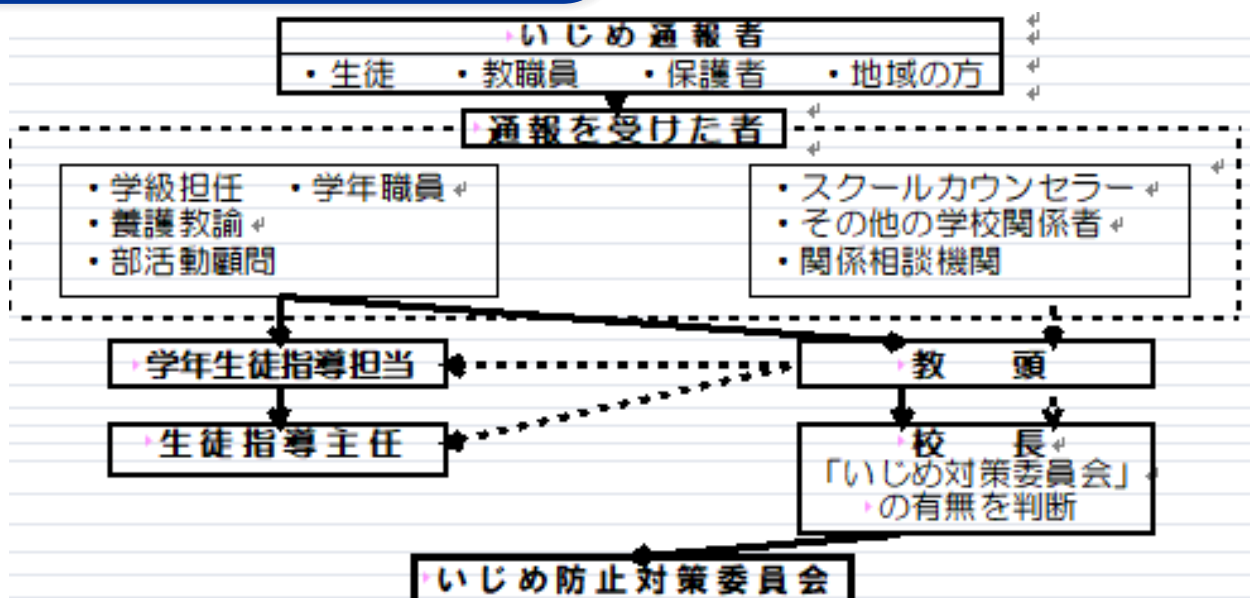 いじめ通報者
・生徒　・教職員　・保護者　・地域の方
通報を受けた者
・学級担任　・学年職員
・養護教諭
・部活動顧問
・スクールカウンセラー
・その他の学校関係者
・関係相談機関
学年生徒指導担当
教　頭
生徒指導主任
校　長
「いじめ対策委員会」
の有無を判断
いじめ防止対策委員会